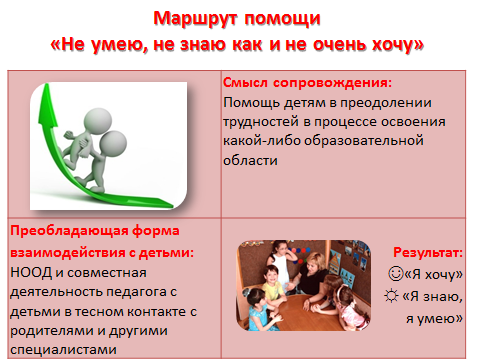 Маршрут помощи
«Не умею, не знаю как и не очень хочу»
Смысл сопровождения:
Помощь детям в преодолении
трудностей в процессе освоения
какой-либо образовательной
области
Преобладающая форма
взаимодействия с детьми:
НООД и совместная
деятельность педагога с
детьми в тесном контакте с
родителями и другими
специалистами
Результат:
☺«Я хочу»
☼ «Я знаю,
я умею»